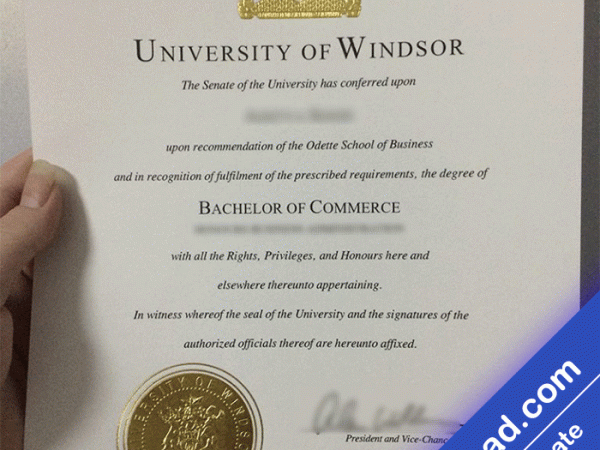 UNIVERSITY OF WINDSOR
The Senate of the University has conferred upon
upon recommendation of the Odette School of Business
and in recognition of fulfilment of the prescribed requirements, the degree of
BACHELOR OF COMMERCE
with all the Rights, Privileges, and Honours here and
elsewhere thereunto appertaining.
In witness whereof the seal of the University and the signatures of the
authorized officials thereof are hereunto affixed.
President and Vice-Chanc
ad.com
ate